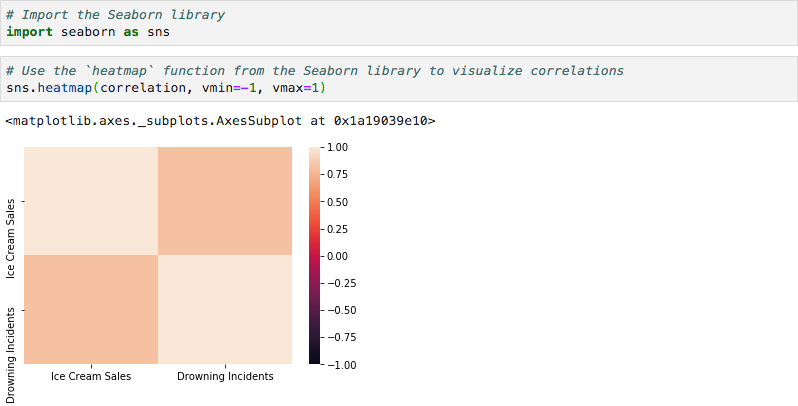 # Import the Seaborn library
import seaborn as sns
# Use the `heatmap` function from the Seaborn library to visualize correlations
sns.heatmap(correlation, vmin=-1, vmax=1)
<matplotlib.axes._subplots.AxesSubplot at 0x1a19039e10>
Ice Cream Sales
Drowning Incidents
Ice Cream Sales
Drowning Incidents
1.00
0.75
0.50
0.25
0.00
−0.25
−0.50
−0.75
−1.00